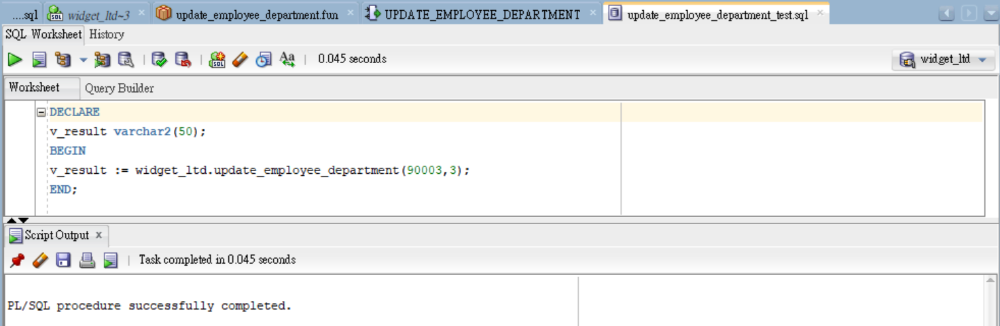 ....sql widget_ltd~3 update_employee_department.fun UPDATE_EMPLOYEE_DEPARTMENT update_employee_department_test.sql
SQL Worksheet History
SQL Aa 0.045 seconds widget_ltd
Worksheet Query Builder
DECLARE
v_result varchar2(50);
BEGIN
v_result := widget_ltd.update_employee_department(90003,3);
END;
Script Output x
Task completed in 0.045 seconds
PL/SQL procedure successfully completed.